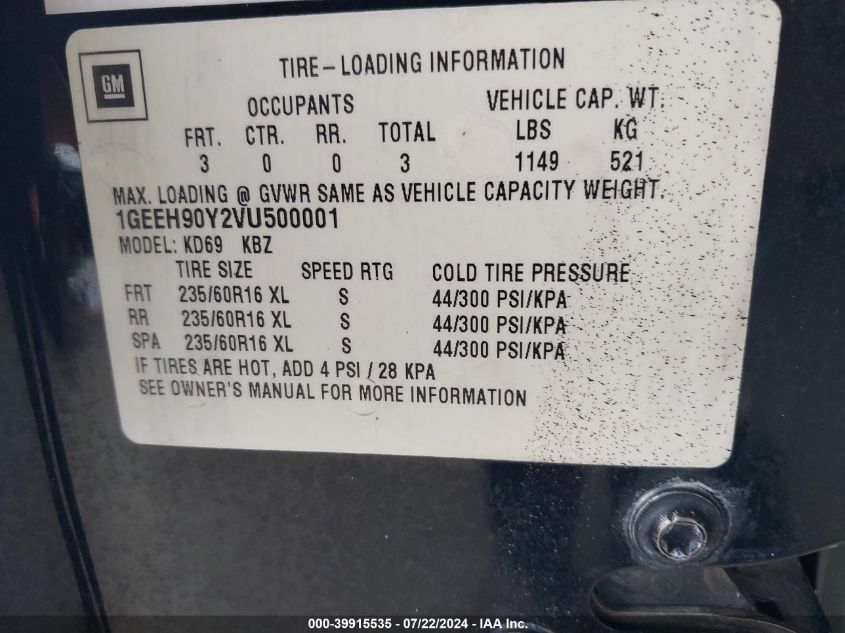 GM
TIRE–LOADING INFORMATION
OCCUPANTS VEHICLE CAP. WT.
FRT. CTR. RR. TOTAL LBS KG
3 0 0 3 1149 521
MAX. LOADING @ GVWR SAME AS VEHICLE CAPACITY WEIGHT.
1GEEH90Y2VU500001
MODEL: KD69 KBZ
TIRE SIZE SPEED RTG COLD TIRE PRESSURE
FRT 235/60R16 XL S 44/300 PSI/KPA
RR 235/60R16 XL S 44/300 PSI/KPA
SPA 235/60R16 XL S 44/300 PSI/KPA
IF TIRES ARE HOT, ADD 4 PSI / 28 KPA
SEE OWNER'S MANUAL FOR MORE INFORMATION
000-39915535 / 07/22/2024 - IAA Inc.